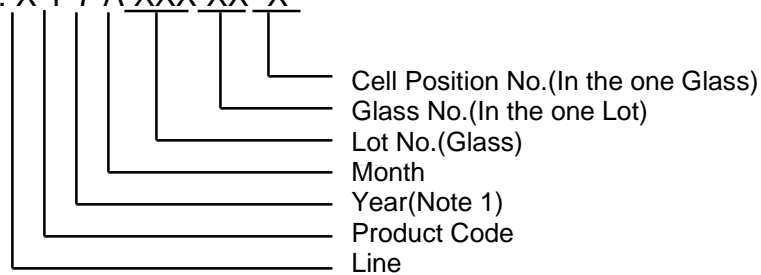 Cell Position No.(In the one Glass)
Glass No.(In the one Lot)
Lot No.(Glass)
Month
Year(Note 1)
Product Code
Line